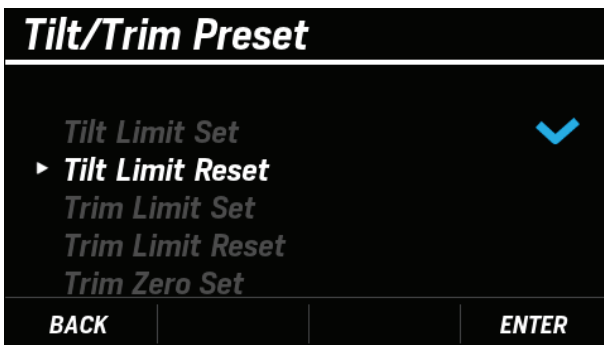 Tilt/Trim Preset
Tilt Limit Set
Tilt Limit Reset
Trim Limit Set
Trim Limit Reset
Trim Zero Set
BACK ENTER